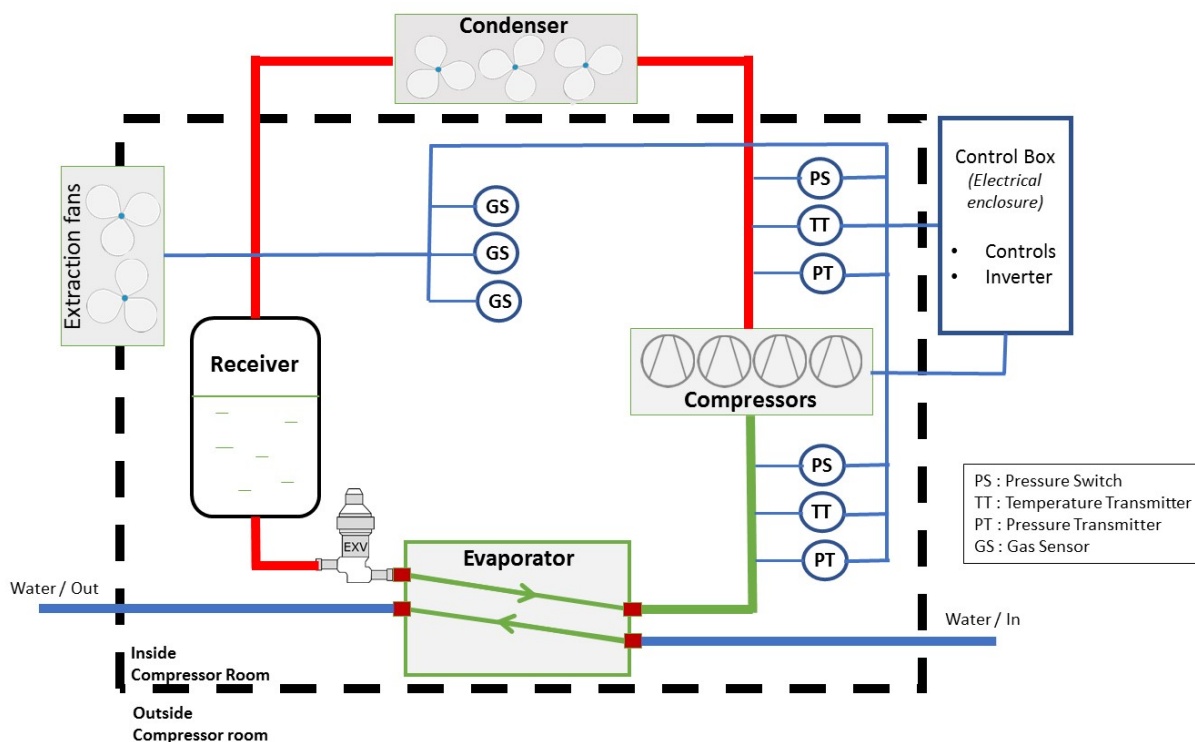 Condenser
Extraction fans
Control Box
(Electrical
enclosure)
• Controls
• Inverter
PS
TT
PT
GS
GS
GS
Receiver
Compressors
PS
TT
PT
EXV
Evaporator
PS : Pressure Switch
TT : Temperature Transmitter
PT : Pressure Transmitter
GS : Gas Sensor
Water / Out
Water / In
Inside
Compressor Room
Outside
Compressor room